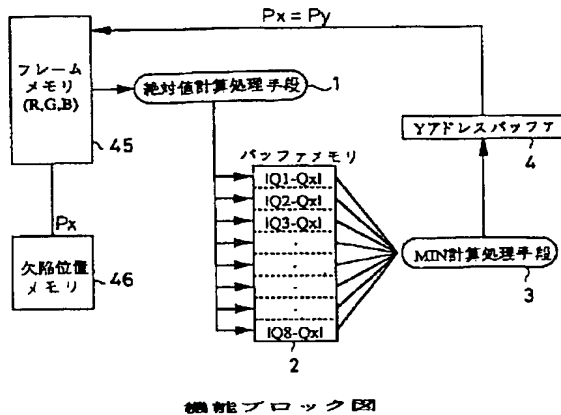 Px = Py
フレーム
メモリ
(R,G,B)
45
絶対値計算処理手段
1
Yアドレスバッファ
4
バッファメモリ
|Q1-Qx|
|Q2-Qx|
|Q3-Qx|
|Q8-Qx|
2
MIN計算処理手段
3
Px
欠陥位置
メモリ
46
機能ブロック図